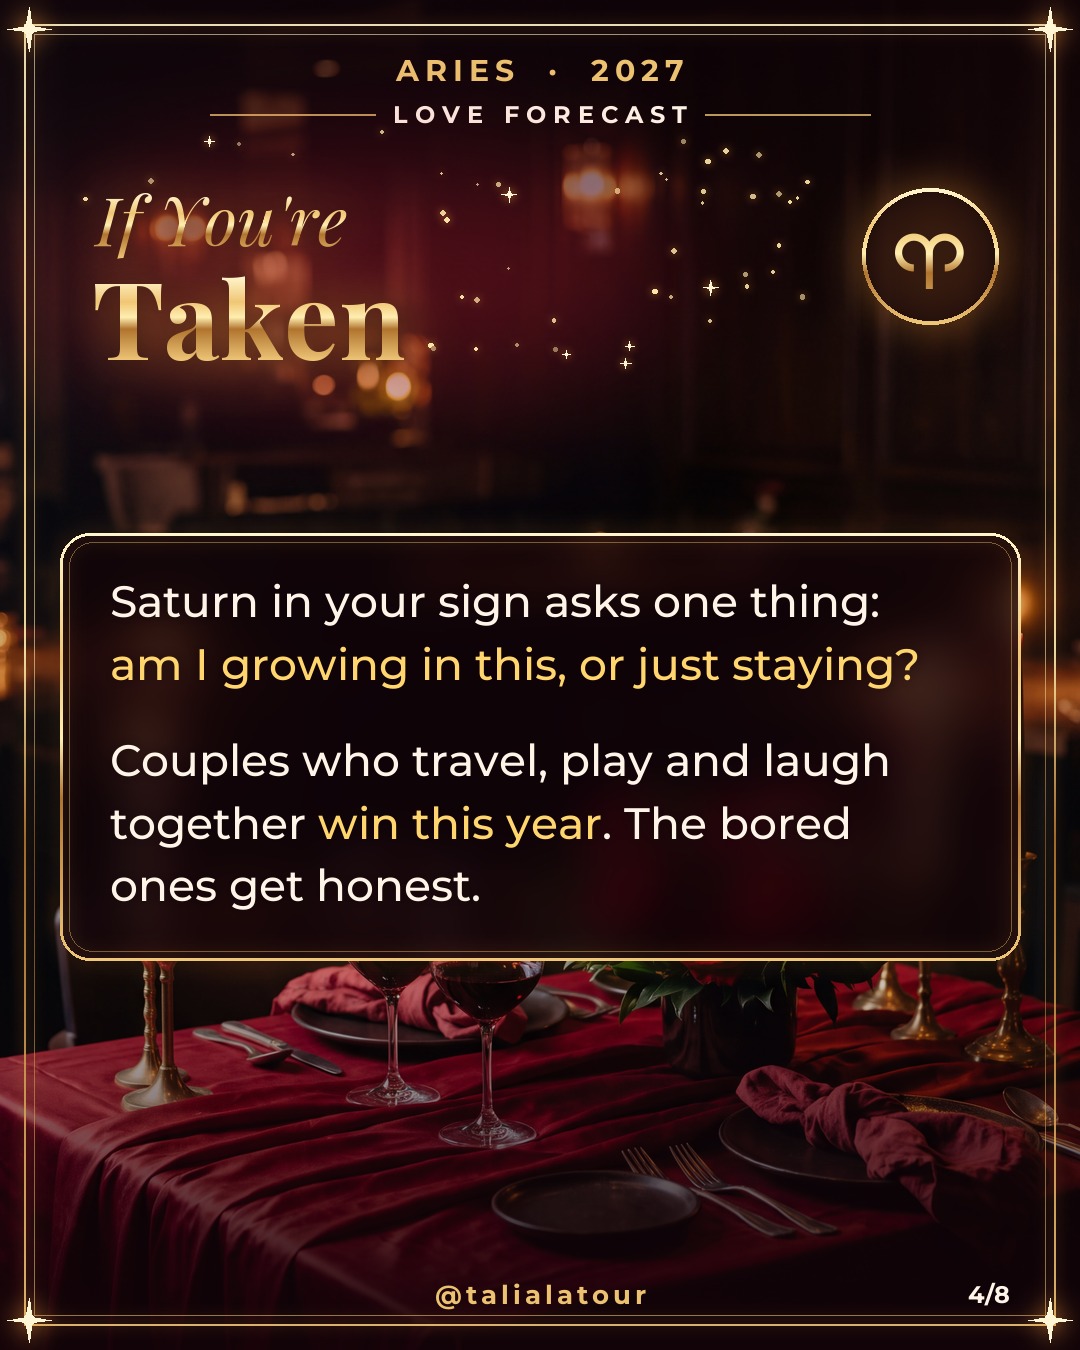 ARIES · 2027
LOVE FORECAST
If You're
Taken
Saturn in your sign asks one thing:
am I growing in this, or just staying?
Couples who travel, play and laugh
together win this year. The bored
ones get honest.
@talialatour
4/8